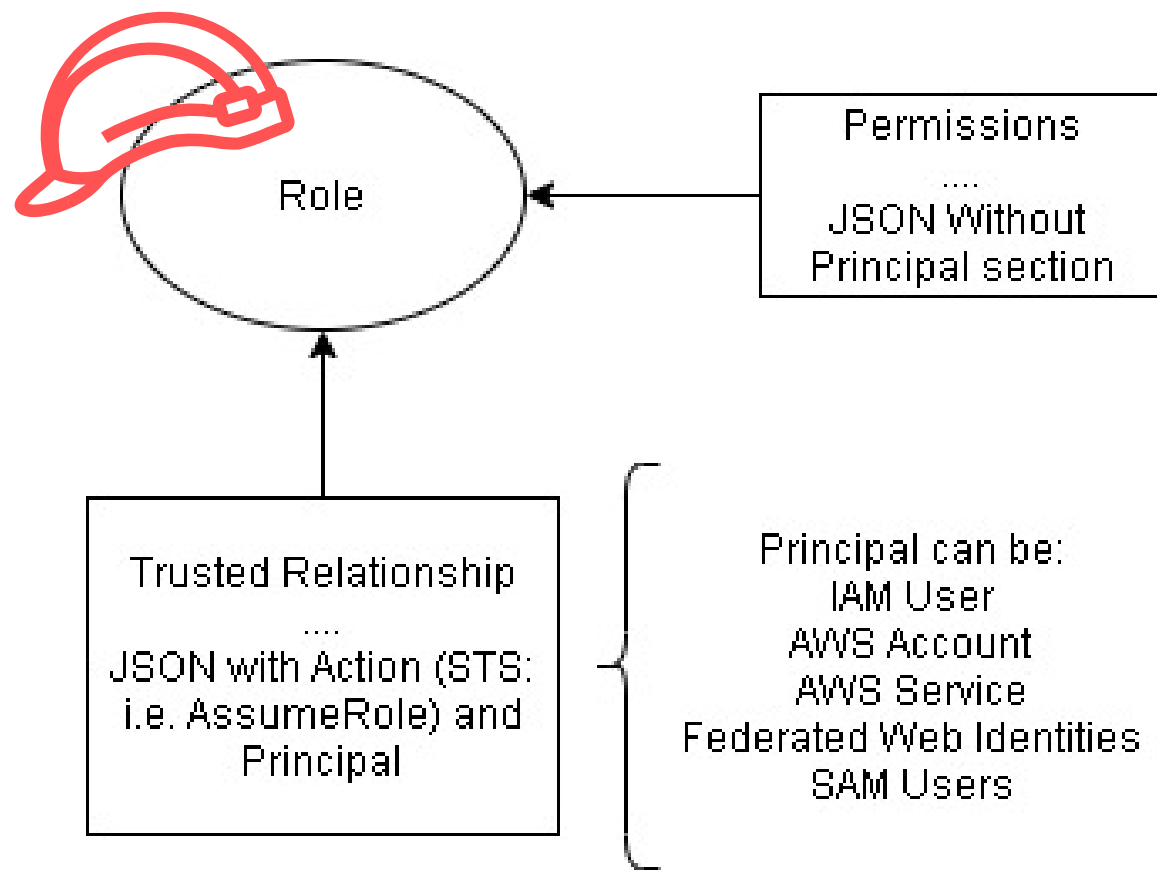 Role
Permissions
....
JSON Without
Principal section
Trusted Relationship
....
JSON with Action (STS:
i.e. AssumeRole) and
Principal
Principal can be:
IAM User
AWS Account
AWS Service
Federated Web Identities
SAM Users